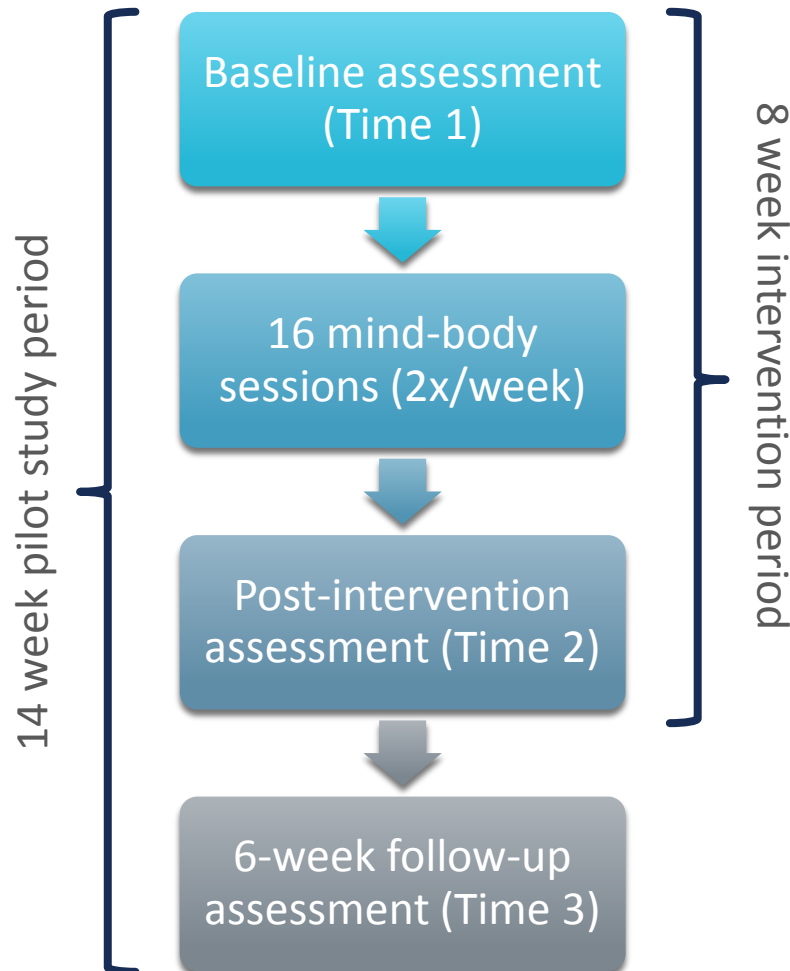 Baseline assessment
(Time 1)
16 mind-body
sessions (2x/week)
Post-intervention
assessment (Time 2)
6-week follow-up
assessment (Time 3)
14 week pilot study period
8 week intervention period